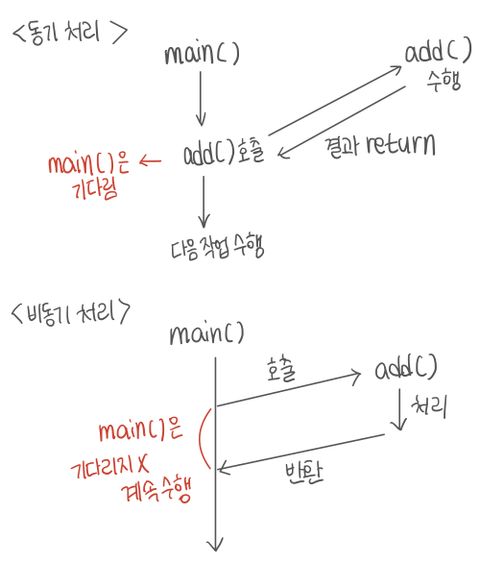 <동기 처리 >
main()
add()
수행
add()호출
결과 return
main()은
기다림
다음 작업 수행
<비동기 처리>
main()
호출
add()
처리
main()은
기다리지 X
계속 수행
반환